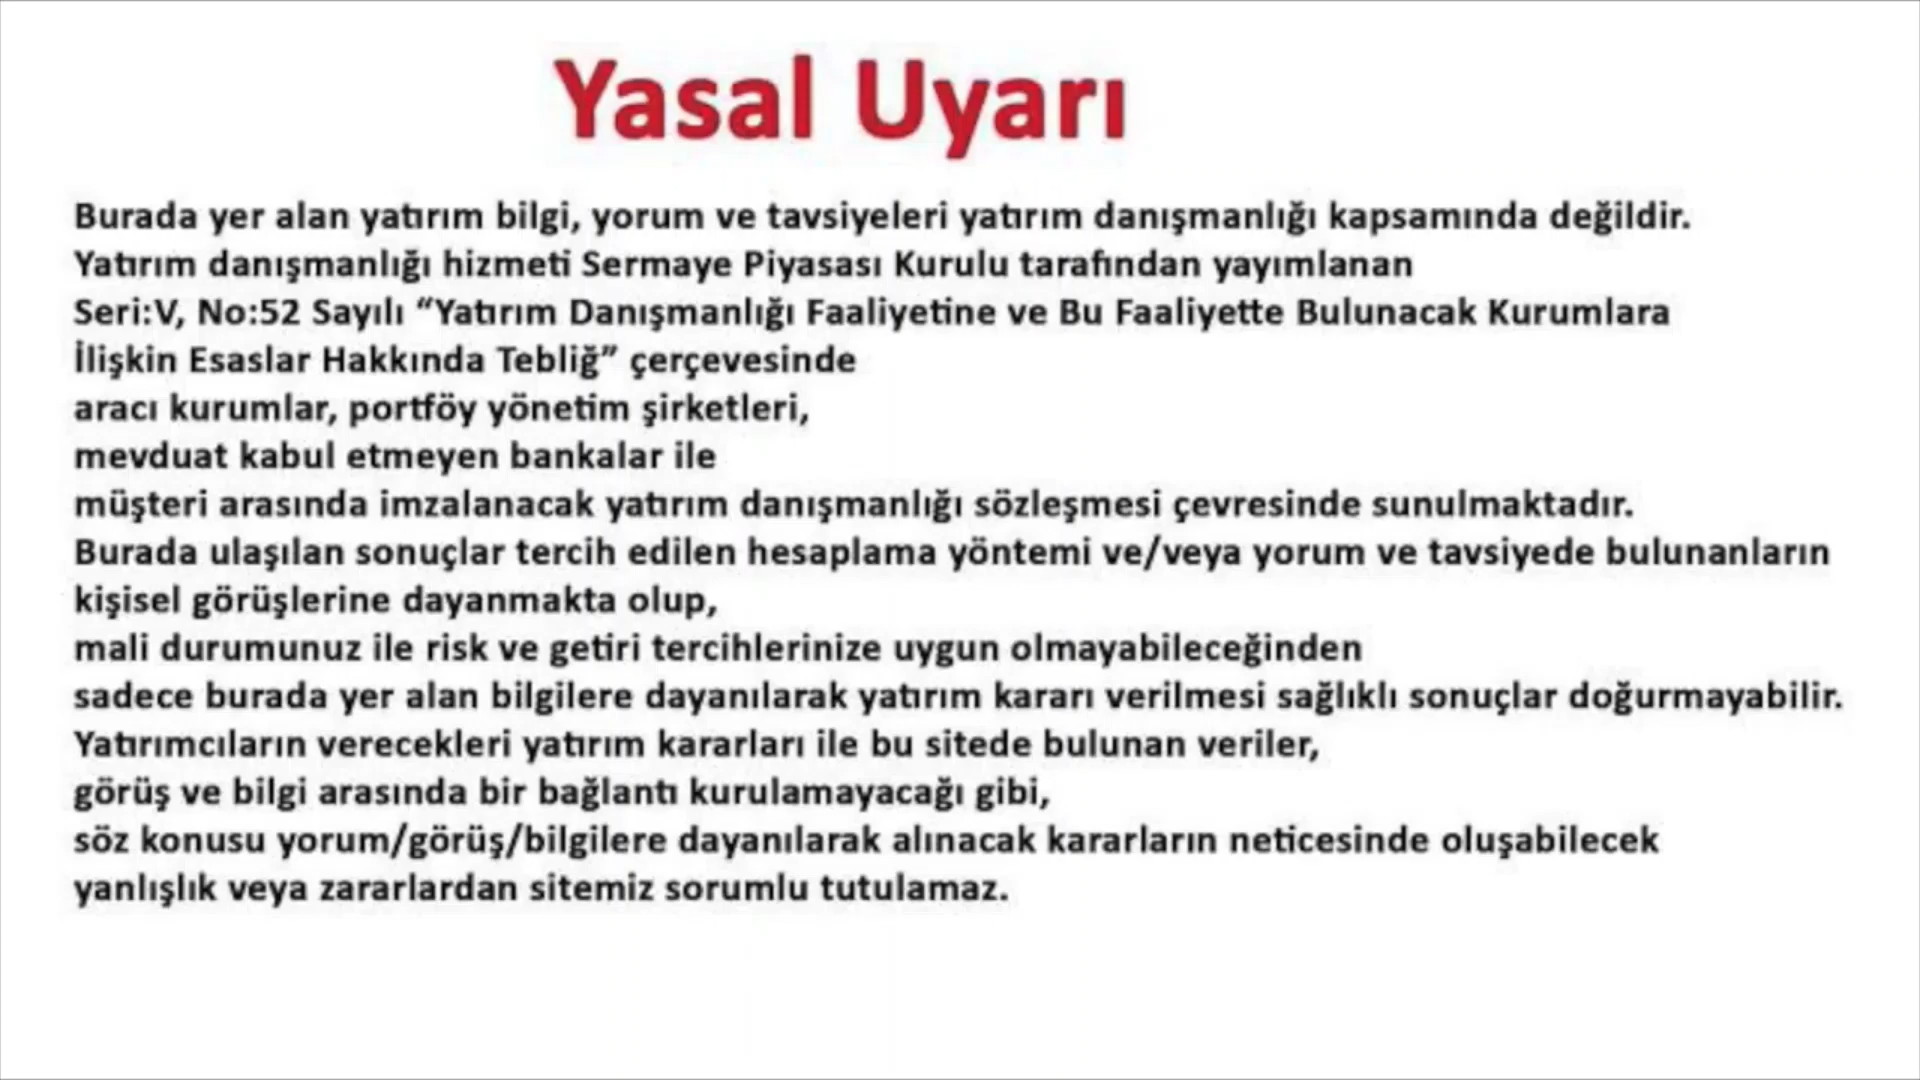 Yasal Uyarı
Burada yer alan yatırım bilgi, yorum ve tavsiyeleri yatırım danışmanlığı kapsamında değildir.
Yatırım danışmanlığı hizmeti Sermaye Piyasası Kurulu tarafından yayımlanan
Seri:V, No:52 Sayılı “Yatırım Danışmanlığı Faaliyetine ve Bu Faaliyette Bulunacak Kurumlara
İlişkin Esaslar Hakkında Tebliğ” çerçevesinde
aracı kurumlar, portföy yönetim şirketleri,
mevduat kabul etmeyen bankalar ile
müşteri arasında imzalanacak yatırım danışmanlığı sözleşmesi çevresinde sunulmaktadır.
Burada ulaşılan sonuçlar tercih edilen hesaplama yöntemi ve/veya yorum ve tavsiyede bulunanların
kişisel görüşlerine dayanmakta olup,
mali durumunuz ile risk ve getiri tercihlerinize uygun olmayabileceğinden
sadece burada yer alan bilgilere dayanılarak yatırım kararı verilmesi sağlıklı sonuçlar doğurmayabilir.
Yatırımcıların verecekleri yatırım kararları ile bu sitede bulunan veriler,
görüş ve bilgi arasında bir bağlantı kurulamayacağı gibi,
söz konusu yorum/görüş/bilgilere dayanılarak alınacak kararların neticesinde oluşabilecek
yanlışlık veya zararlardan sitemiz sorumlu tutulamaz.